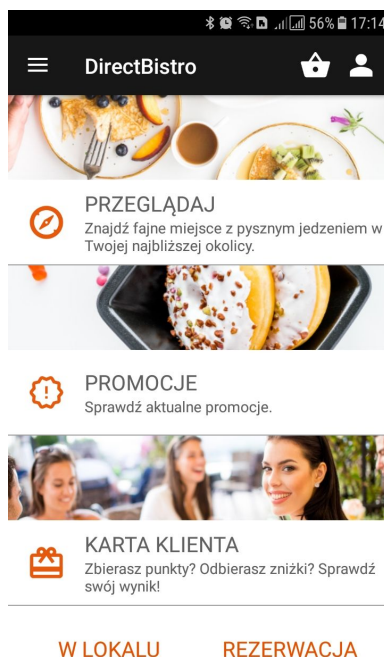 56% 17:14
DirectBistro
PRZEGLĄDAJ
Znajdź fajne miejsce z pysznym jedzeniem w
Twojej najbliższej okolicy.
PROMOCJE
Sprawdź aktualne promocje.
KARTA KLIENTA
Zbierasz punkty? Odbierasz zniżki? Sprawdź
swój wynik!
W LOKALU REZERWACJA